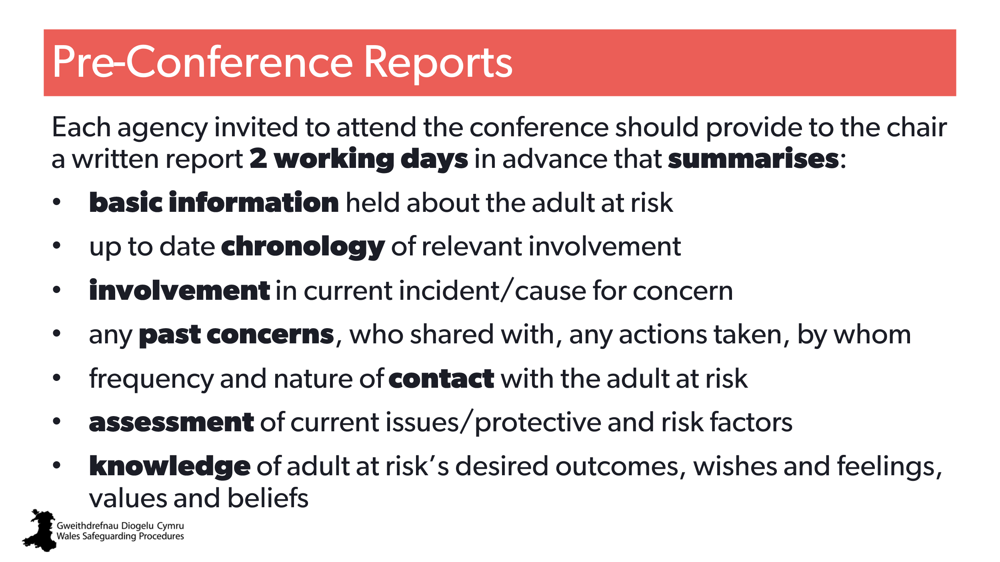 Pre-Conference Reports
Each agency invited to attend the conference should provide to the chair
a written report 2 working days in advance that summarises:
• basic information held about the adult at risk
• up to date chronology of relevant involvement
• involvement in current incident/cause for concern
• any past concerns, who shared with, any actions taken, by whom
• frequency and nature of contact with the adult at risk
• assessment of current issues/protective and risk factors
• knowledge of adult at risk’s desired outcomes, wishes and feelings,
values and beliefs
Gweithdrefnau Diogelu Cymru
Wales Safeguarding Procedures